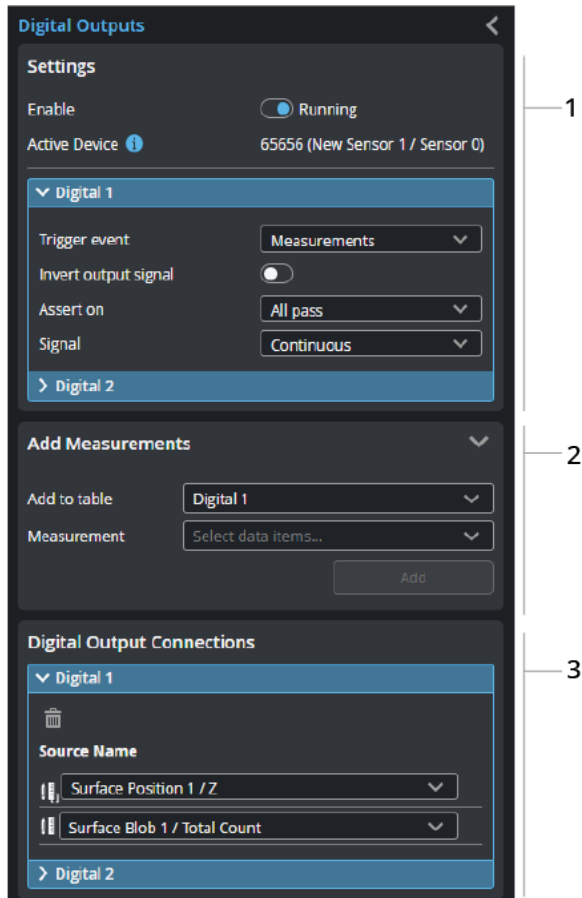 Digital Outputs
Settings
1
Enable Running
Active Device 65656 (New Sensor 1 / Sensor 0)
Digital 1
Trigger event Measurements
Invert output signal
Assert on All pass
Signal Continuous
Digital 2
Add Measurements
2
Add to table Digital 1
Measurement Select data items...
Add
Digital Output Connections
3
Digital 1
Source Name
Surface Position 1 / Z
Surface Blob 1 / Total Count
Digital 2